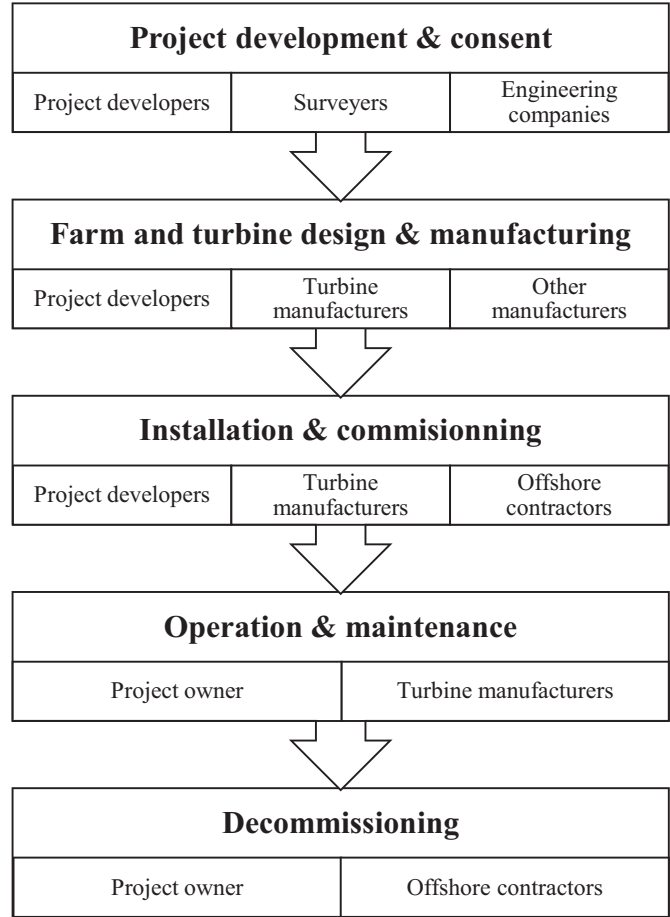 Project development & consent
Project developers
Surveyors
Engineering
companies
Farm and turbine design & manufacturing
Project developers
Turbine
manufacturers
Other
manufacturers
Installation & commisionning
Project developers
Turbine
manufacturers
Offshore
contractors
Operation & maintenance
Project owner
Turbine manufacturers
Decommissioning
Project owner
Offshore contractors